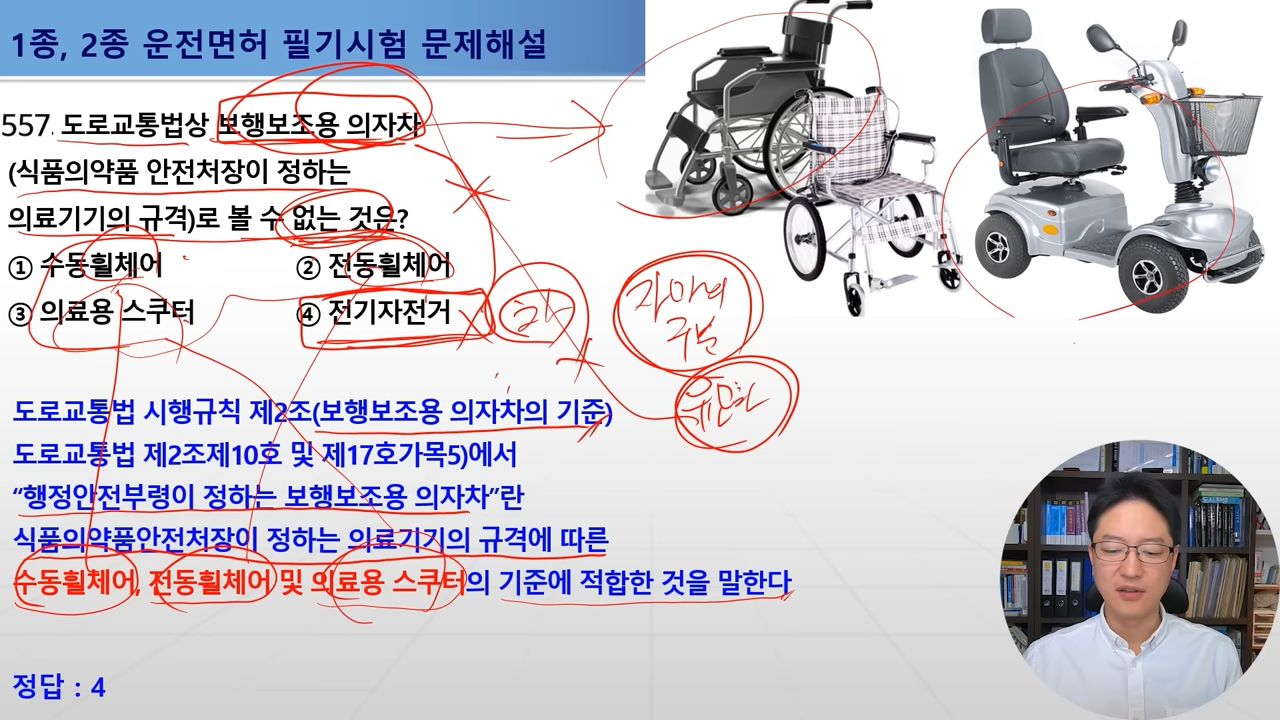 1종, 2종 운전면허 필기시험 문제해설
557. 도로교통법상 보행보조용 의자차
(식품의약품 안전처장이 정하는
의료기기의 규격)로 볼 수 없는 것은?
① 수동휠체어 ② 전동휠체어
③ 의료용 스쿠터 ④ 전기자전거
유모차
도로교통법 시행규칙 제2조(보행보조용 의자차의 기준)
도로교통법 제2조제10호 및 제17호가목5)에서
“행정안전부령이 정하는 보행보조용 의자차”란
식품의약품안전처장이 정하는 의료기기의 규격에 따른
수동휠체어, 전동휠체어 및 의료용 스쿠터의 기준에 적합한 것을 말한다
정답 : 4